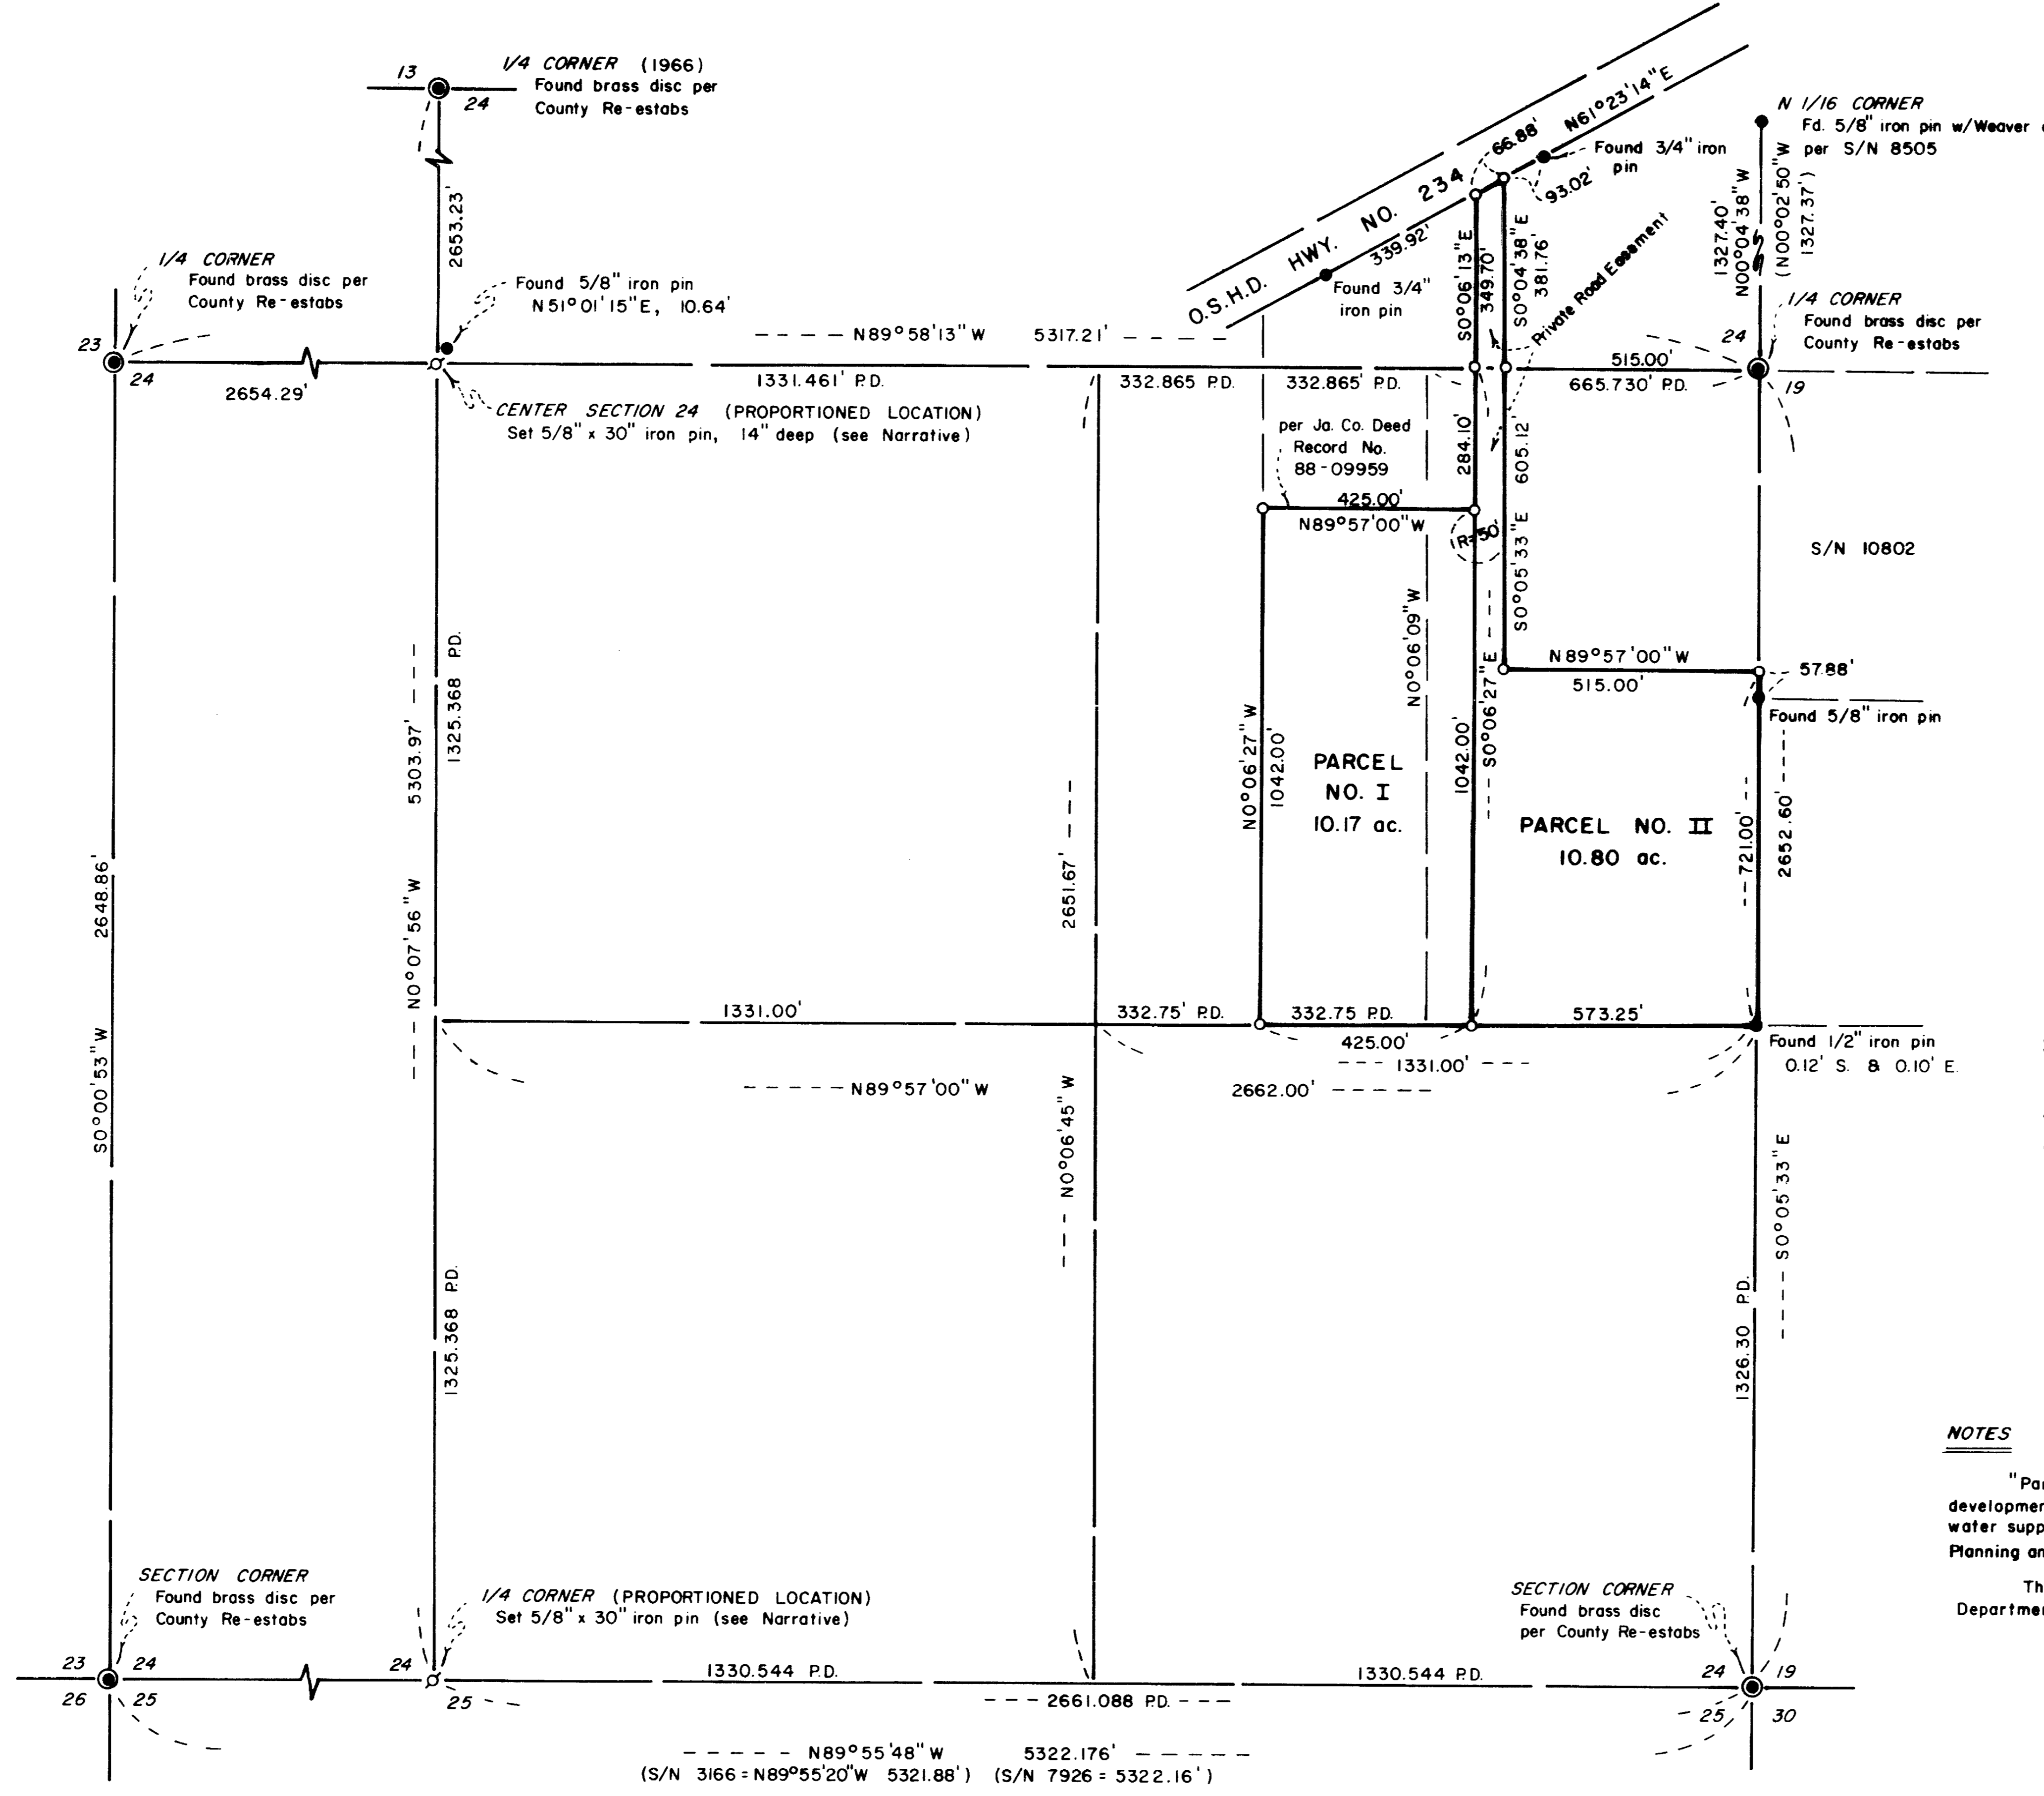 13
24
1/4 CORNER (1966)
Found brass disc per
County Re-estabs
2653.23'
1/4 CORNER
Found brass disc per
County Re-estabs
23
24
2654.29'
Found 5/8" iron pin
N51°01'15"E, 10.64'
CENTER SECTION 24 (PROPORTIONED LOCATION)
Set 5/8" x 30" iron pin, 14" deep (see Narrative)
N89°58'13"W 5317.21'
1331.461' P.D.
332.865 P.D.
332.865' P.D.
O.S.H.D. HWY. NO. 234
N61°23'14"E
66.88'
93.02'
339.92'
Found 3/4" iron
pin
Found 3/4"
iron pin
S0°06'13"E
349.70'
S0°04'38"E
381.76
Private Road Easement
N 1/16 CORNER
Fd. 5/8" iron pin w/Weaver
per S/N 8505
1327.40'
N00°04'38"W
(N00°02'50"W
1327.37')
1/4 CORNER
Found brass disc per
County Re-estabs
24
19
515.00'
665.730' P.D.
per Ja. Co. Deed
Record No.
88-09959
284.10'
605.12'
S0°05'33"E
425.00'
N89°57'00"W
R=50'
S/N 10802
N0°06'09"W
N89°57'00"W
515.00'
57.88'
Found 5/8" iron pin
N0°06'27"W
1042.00'
PARCEL
NO. I
10.17 ac.
1042.00'
S0°06'27"E
PARCEL NO. II
10.80 ac.
721.00'
2652.60'
5303.97'
1325.368 P.D.
2651.67'
2648.86'
S0°00'53"W
N0°07'56"W
1331.00'
332.75' P.D.
332.75 P.D.
573.25'
425.00'
1331.00'
N89°57'00"W
2662.00'
Found 1/2" iron pin
0.12' S. & 0.10' E.
N0°06'45"W
S0°05'33"E
1325.368 P.D.
1326.30 P.D.
NOTES
"Par
developmen
water supp
Planning an
Th
Departmen
SECTION CORNER
Found brass disc per
County Re-estabs
23
24
26
25
1/4 CORNER (PROPORTIONED LOCATION)
Set 5/8" x 30" iron pin (see Narrative)
24
25
1330.544 P.D.
1330.544 P.D.
2661.088 P.D.
SECTION CORNER
Found brass disc
per County Re-estabs
24
19
25
30
N89°55'48"W 5322.176'
(S/N 3166 = N89°55'20"W 5321.88') (S/N 7926 = 5322.16')